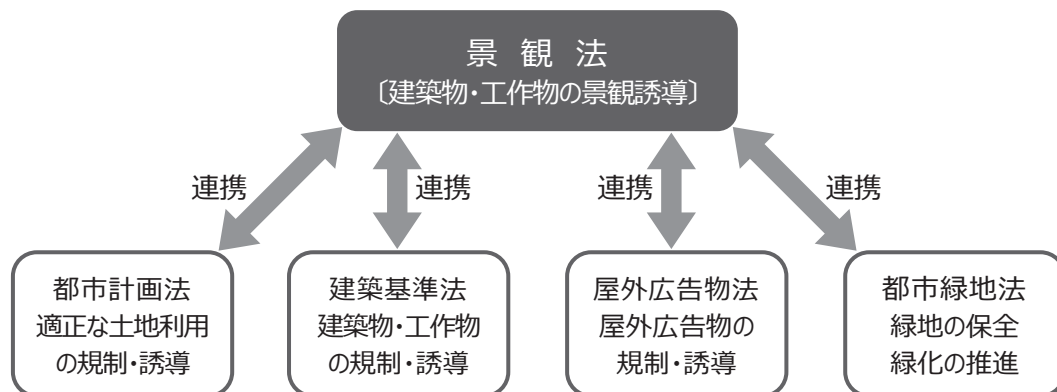 景観法
〔建築物・工作物の景観誘導〕
連携
連携
連携
連携
都市計画法
適正な土地利用
の規制・誘導
建築基準法
建築物・工作物
の規制・誘導
屋外広告物法
屋外広告物の
規制・誘導
都市緑地法
緑地の保全
緑化の推進